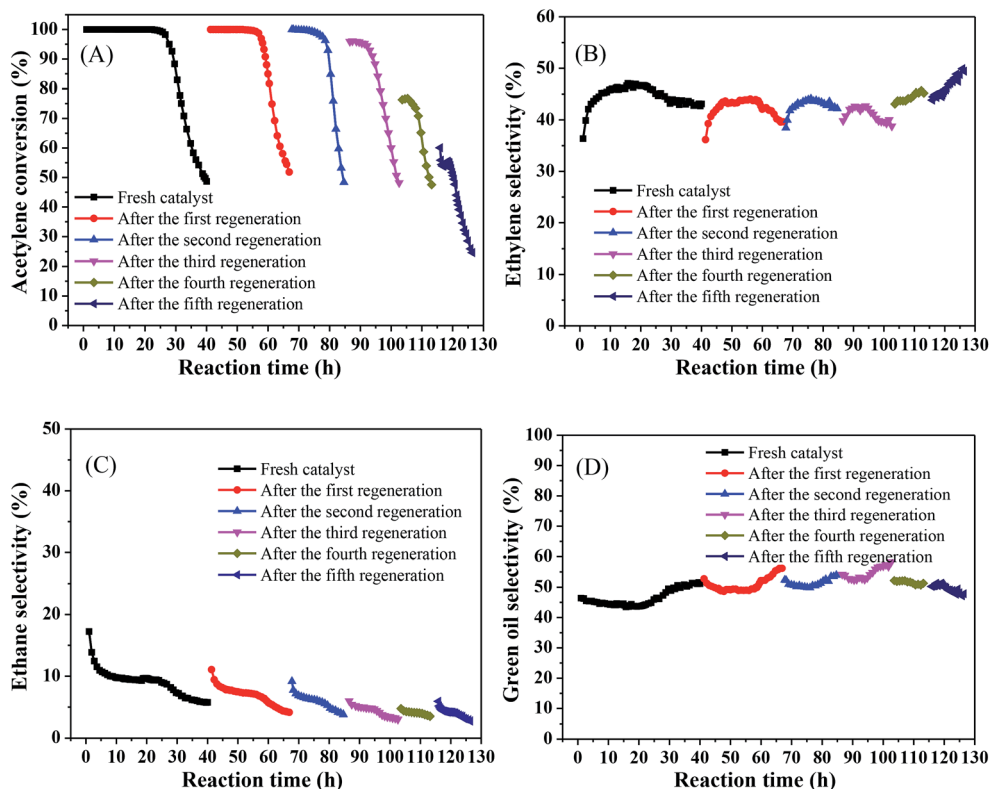 (A)
Acetylene conversion (%)
100
90
80
70
60
50
40
30
20
10
0
Fresh catalyst
After the first regeneration
After the second regeneration
After the third regeneration
After the fourth regeneration
After the fifth regeneration
0 10 20 30 40 50 60 70 80 90 100 110 120 130
Reaction time (h)
(B)
Ethylene selectivity (%)
60
50
40
30
20
10
0
Fresh catalyst
After the first regeneration
After the second regeneration
After the third regeneration
After the fourth regeneration
After the fifth regeneration
0 10 20 30 40 50 60 70 80 90 100 110 120 130
Reaction time (h)
(C)
Ethane selectivity (%)
50
40
30
20
10
0
Fresh catalyst
After the first regeneration
After the second regeneration
After the third regeneration
After the fourth regeneration
After the fifth regeneration
0 10 20 30 40 50 60 70 80 90 100 110 120 130
Reaction time (h)
(D)
Green oil selectivity (%)
100
90
80
70
60
50
40
30
20
10
0
Fresh catalyst
After the first regeneration
After the second regeneration
After the third regeneration
After the fourth regeneration
After the fifth regeneration
0 10 20 30 40 50 60 70 80 90 100 110 120 130
Reaction time (h)